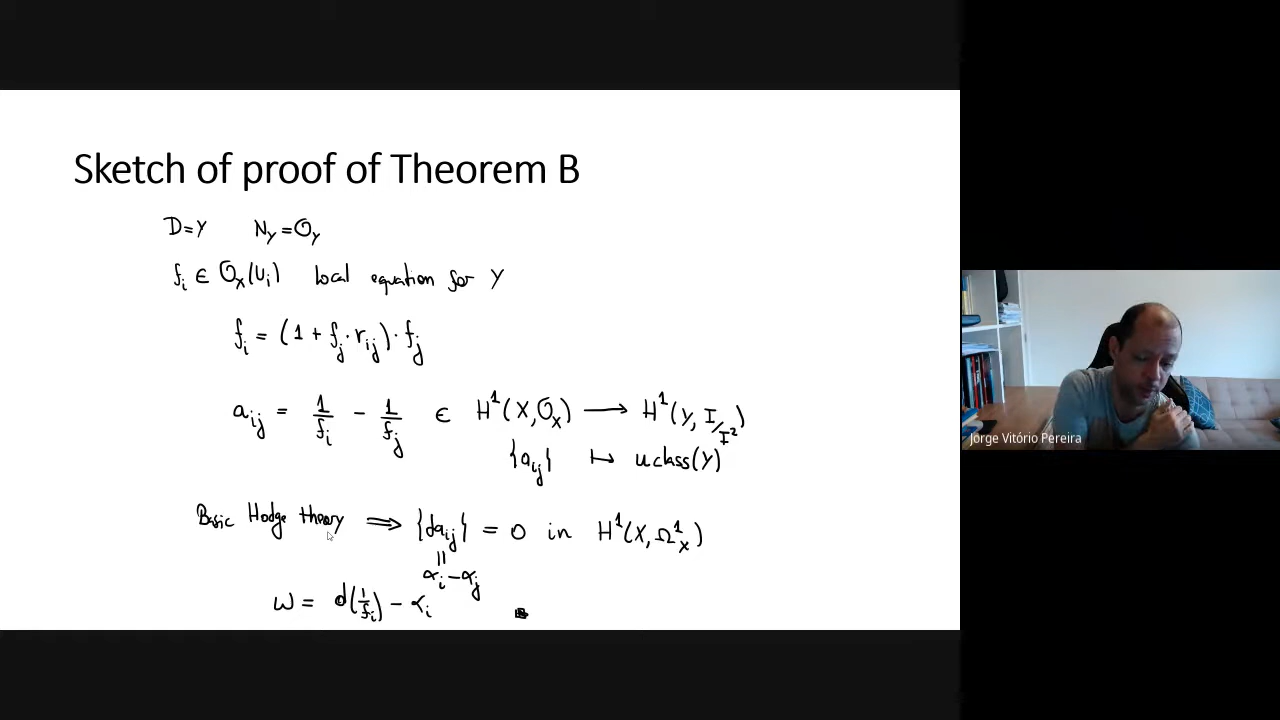 Sketch of proof of Theorem B
D=Y N_Y = O_Y
f_i ∈ O_X(U_i) local equation for Y
f_i = (1 + f_j · r_ij) · f_j
a_ij = 1/f_i - 1/f_j ∈ H^1(X, O_X) → H^1(Y, I/I^2)
{a_ij} ↦ uclass(Y)
Basic Hodge theory ⟹ {da_ij} = 0 in H^1(X, Ω^1_X)
||
α_i - α_j
ω = d(1/f_i) - α_i
Jorge Vitório Pereira